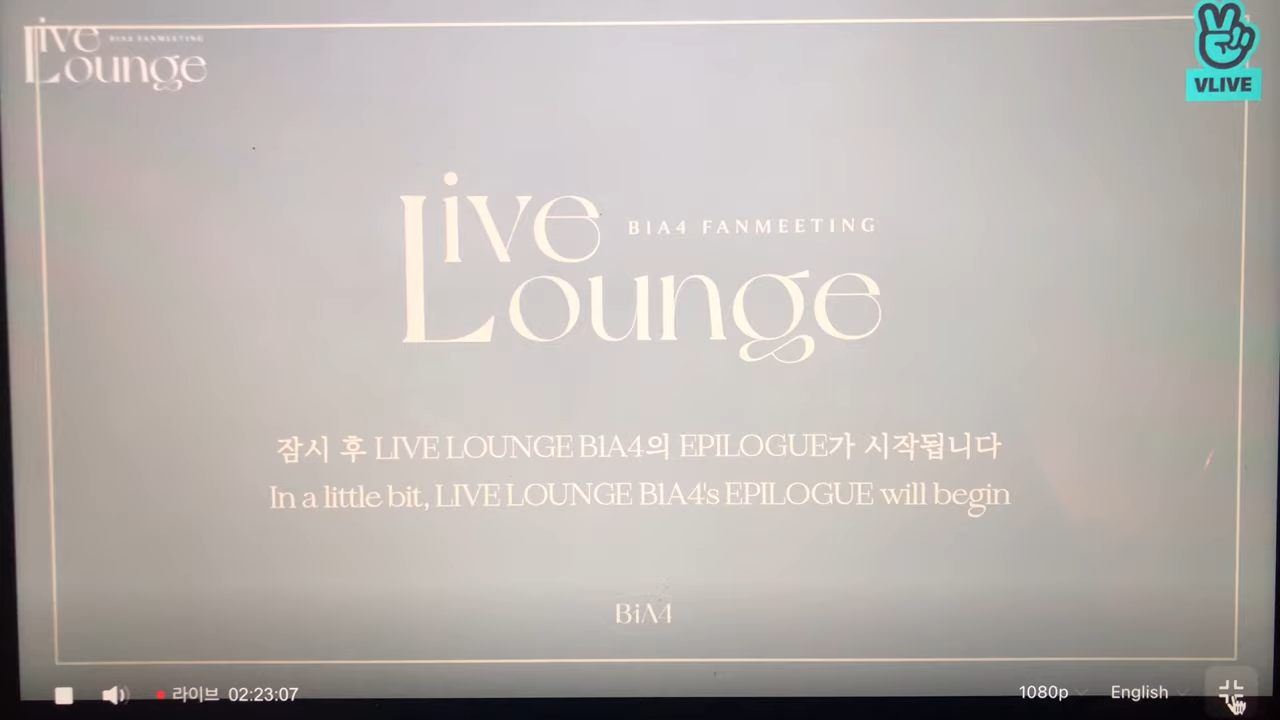 Live
B1A4 FANMEETING
Lounge
VLIVE
Live
B1A4 FANMEETING
Lounge
잠시 후 LIVE LOUNGE B1A4의 EPILOGUE가 시작됩니다
In a little bit, LIVE LOUNGE B1A4's EPILOGUE will begin
B1A4
라이브 02:23:07
1080p
English